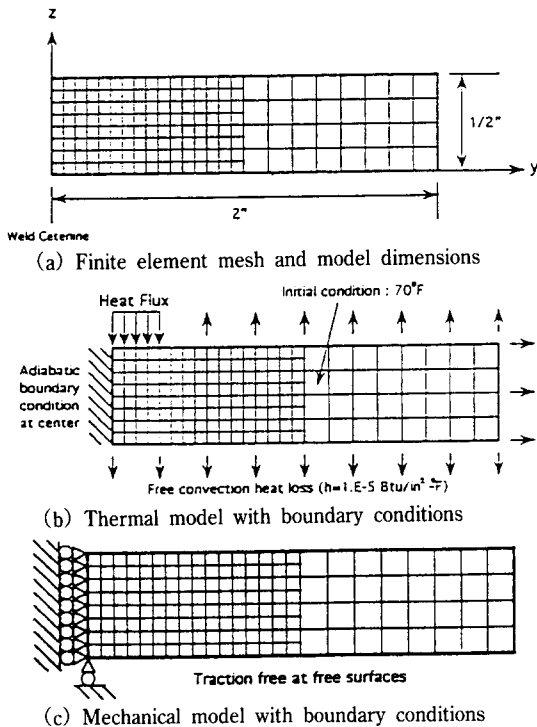 z
1/2"
y
2"
Weld Cetemine
(a) Finite element mesh and model dimensions
Heat Flux
Initial condition : 70°F
Adiabatic
boundary
condition
at center
Free convection heat loss (h=1.E-5 Btu/in² -°F)
(b) Thermal model with boundary conditions
Traction free at free surfaces
(c) Mechanical model with boundary conditions